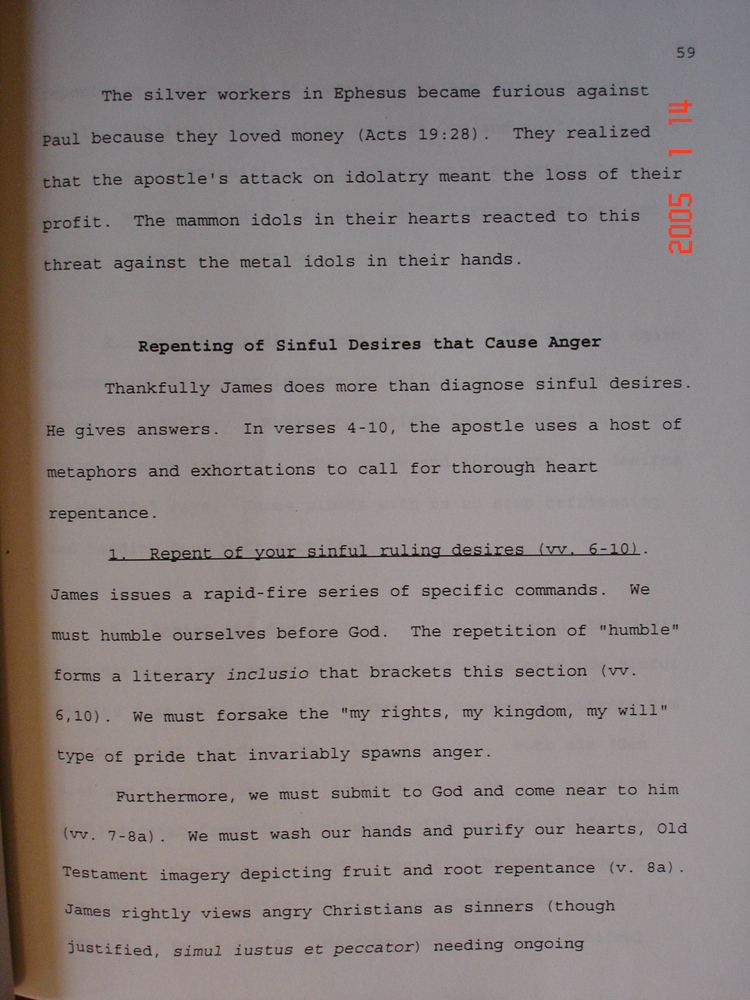 59
The silver workers in Ephesus became furious against
Paul because they loved money (Acts 19:28). They realized
that the apostle's attack on idolatry meant the loss of their
profit. The mammon idols in their hearts reacted to this
threat against the metal idols in their hands.
Repenting of Sinful Desires that Cause Anger
Thankfully James does more than diagnose sinful desires.
He gives answers. In verses 4-10, the apostle uses a host of
metaphors and exhortations to call for thorough heart
repentance.
1. Repent of your sinful ruling desires (vv. 6-10).
James issues a rapid-fire series of specific commands. We
must humble ourselves before God. The repetition of "humble"
forms a literary inclusio that brackets this section (vv.
6,10). We must forsake the "my rights, my kingdom, my will"
type of pride that invariably spawns anger.
Furthermore, we must submit to God and come near to him
(vv. 7-8a). We must wash our hands and purify our hearts, Old
Testament imagery depicting fruit and root repentance (v. 8a).
James rightly views angry Christians as sinners (though
justified, simul iustus et peccator) needing ongoing
2005 1 14